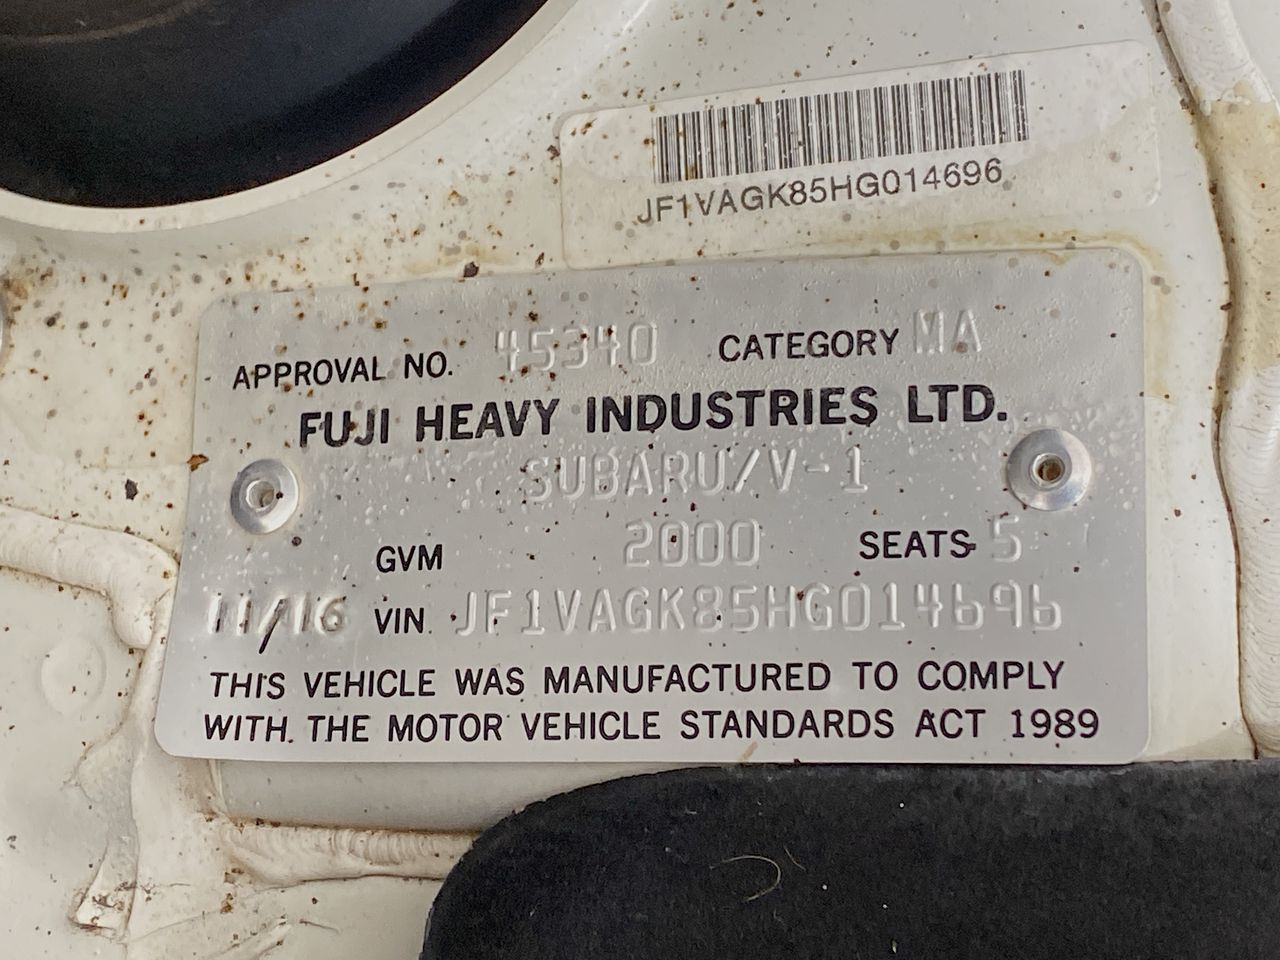 JF1VAGK85HG014696
APPROVAL NO. 45340 CATEGORY MA
FUJI HEAVY INDUSTRIES LTD.
SUBARU/V-1
GVM 2000 SEATS 5
11/16 VIN JF1VAGK85HG014696
THIS VEHICLE WAS MANUFACTURED TO COMPLY
WITH THE MOTOR VEHICLE STANDARDS ACT 1989